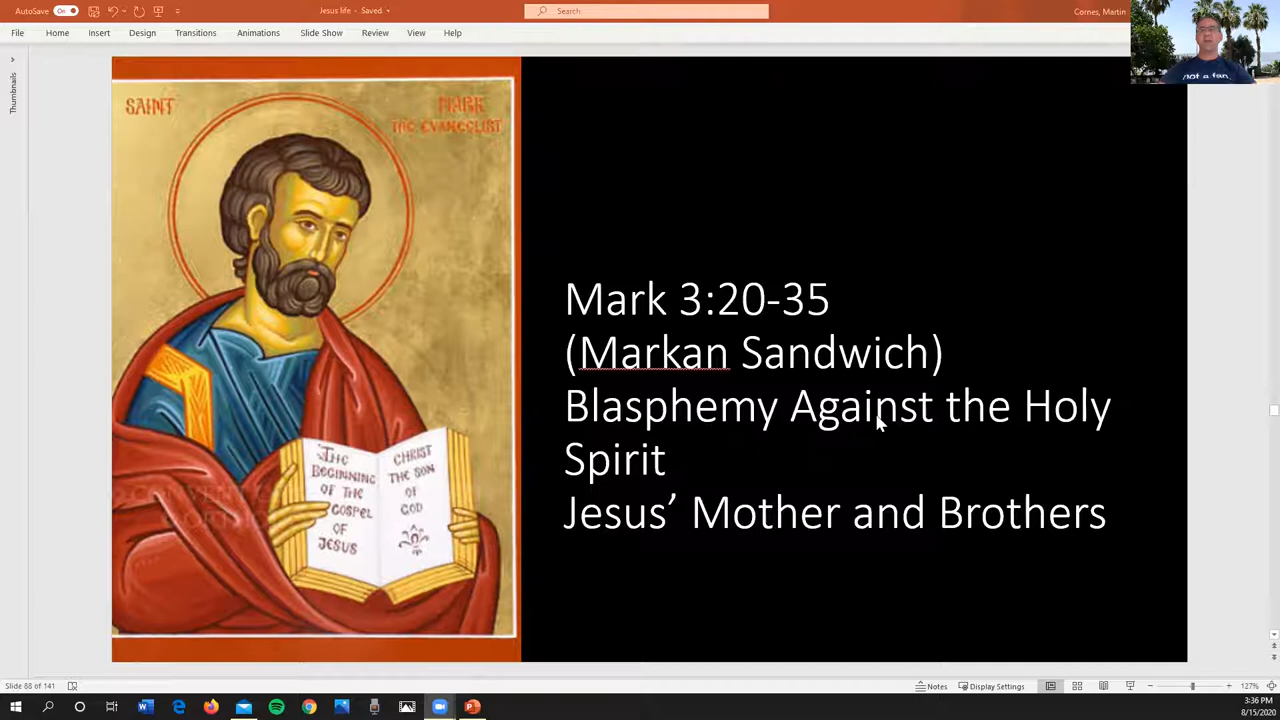 AutoSave On Jesus life - Saved Search Cornes, Martin
File Home Insert Design Transitions Animations Slide Show Review View Help
not a fan.
Thumbnails
SAINT MARK
THE EVANGELIST
Mark 3:20-35
(Markan Sandwich)
Blasphemy Against the Holy
Spirit
Jesus’ Mother and Brothers
THE
BEGINNING
OF THE
GOSPEL
OF
JESUS
CHRIST
THE SON
OF
GOD
Slide 88 of 141 Notes Display Settings 127%
3:36 PM
8/15/2020